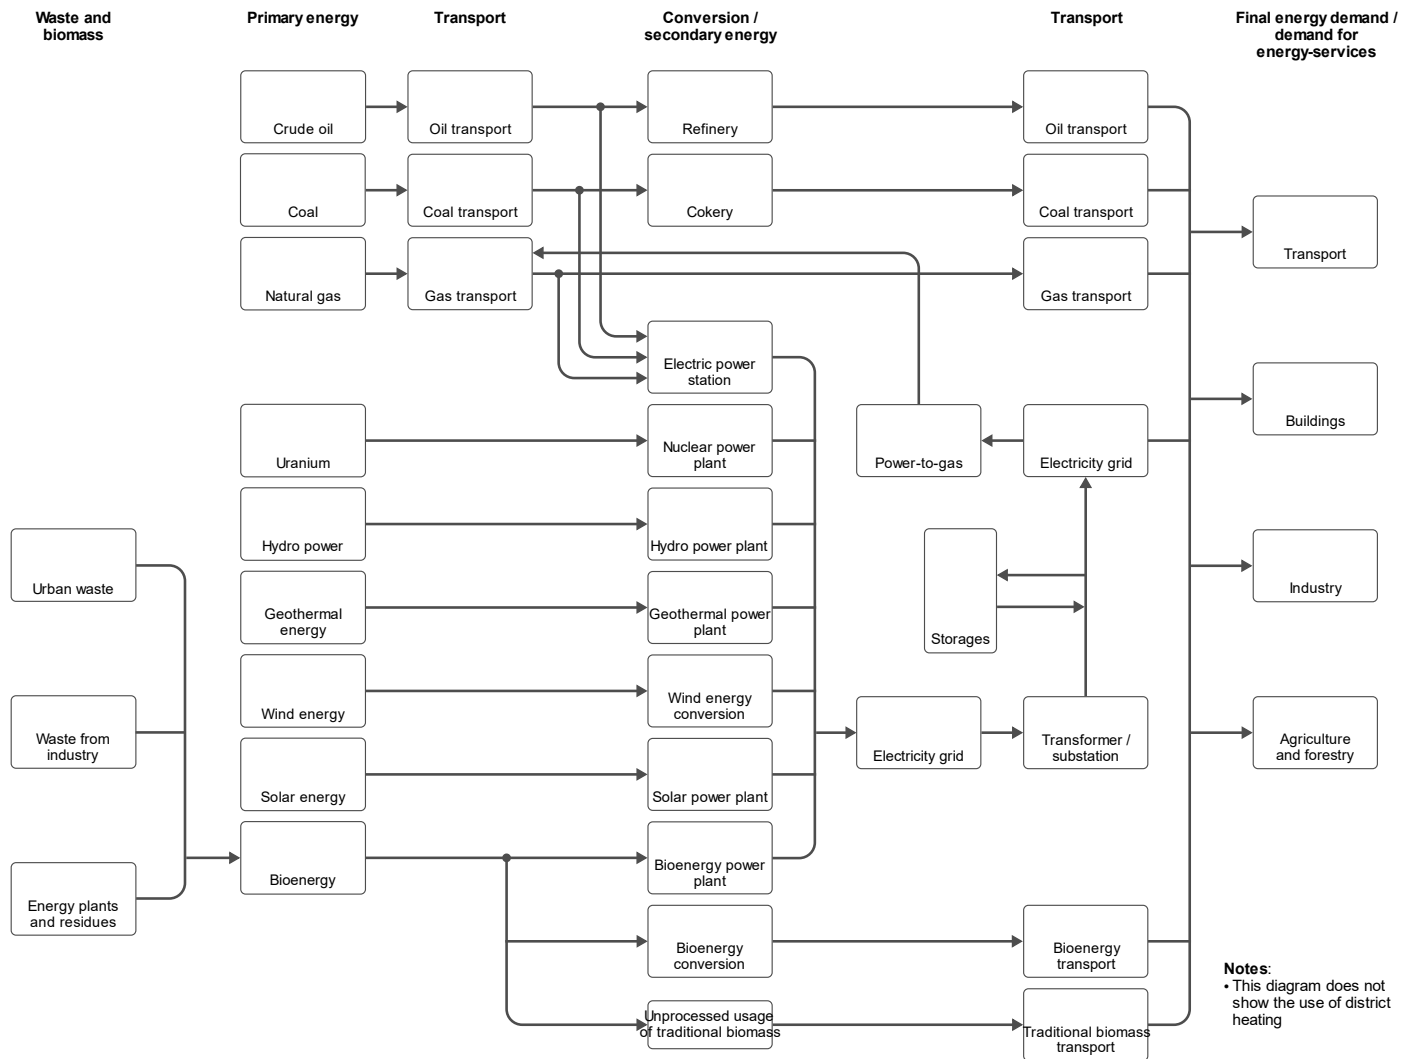 Waste and
biomass
Primary energy
Transport
Conversion /
secondary energy
Transport
Final energy demand /
demand for
energy-services
Crude oil
Oil transport
Refinery
Oil transport
Coal
Coal transport
Cokery
Coal transport
Transport
Natural gas
Gas transport
Gas transport
Electric power
station
Buildings
Uranium
Nuclear power
plant
Power-to-gas
Electricity grid
Hydro power
Hydro power plant
Urban waste
Industry
Geothermal
energy
Geothermal power
plant
Storages
Wind energy
Wind energy
conversion
Waste from
industry
Electricity grid
Transformer /
substation
Agriculture
and forestry
Solar energy
Solar power plant
Bioenergy
Bioenergy power
plant
Energy plants
and residues
Bioenergy
conversion
Bioenergy
transport
Unprocessed usage
of traditional biomass
Traditional biomass
transport
Notes:
• This diagram does not
show the use of district
heating